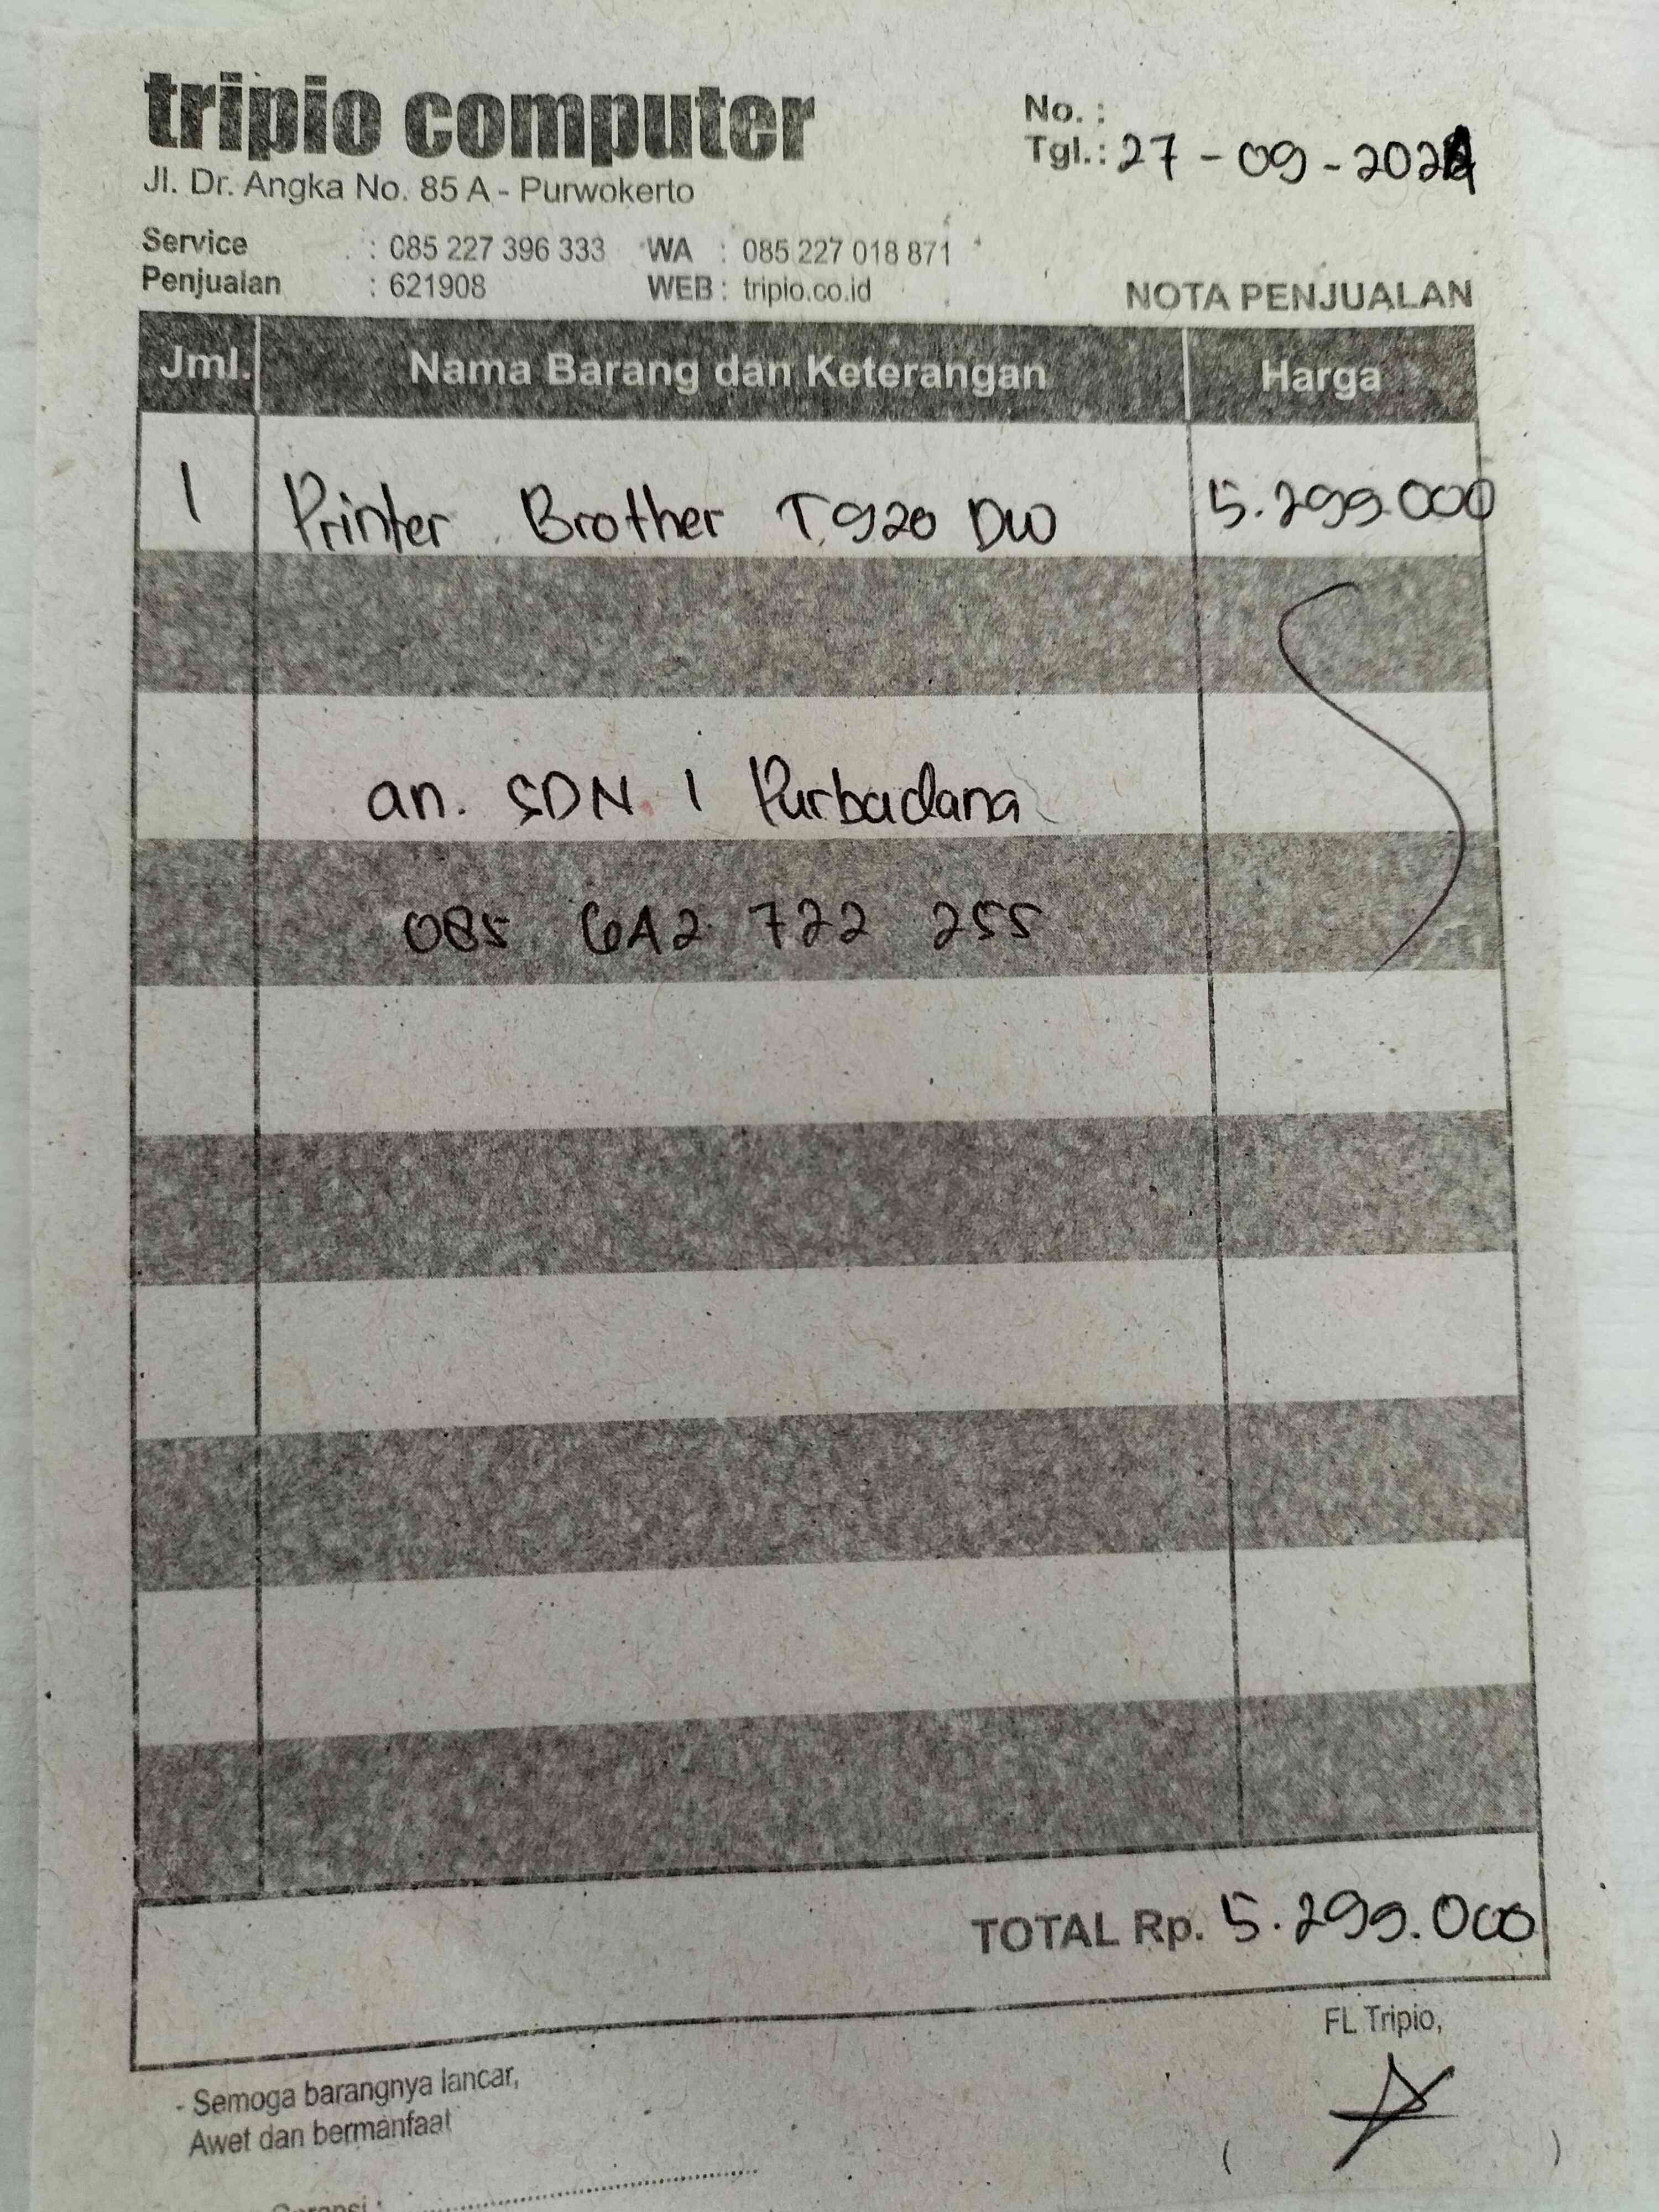 tripio computer
Jl. Dr. Angka No. 85 A - Purwokerto
No. :
Tgl.: 27 - 09 - 2024
Service : 085 227 396 333 WA : 085 227 018 871
Penjualan : 621908 WEB : tripio.co.id
NOTA PENJUALAN
Jml. Nama Barang dan Keterangan Harga
1 Printer Brother T920 DW 5.299.000
an. SDN 1 Purbadana
085 642 722 255
TOTAL Rp. 5.299.000
FL Tripio,
- Semoga barangnya lancar,
Awet dan bermanfaat
( )
Garansi :